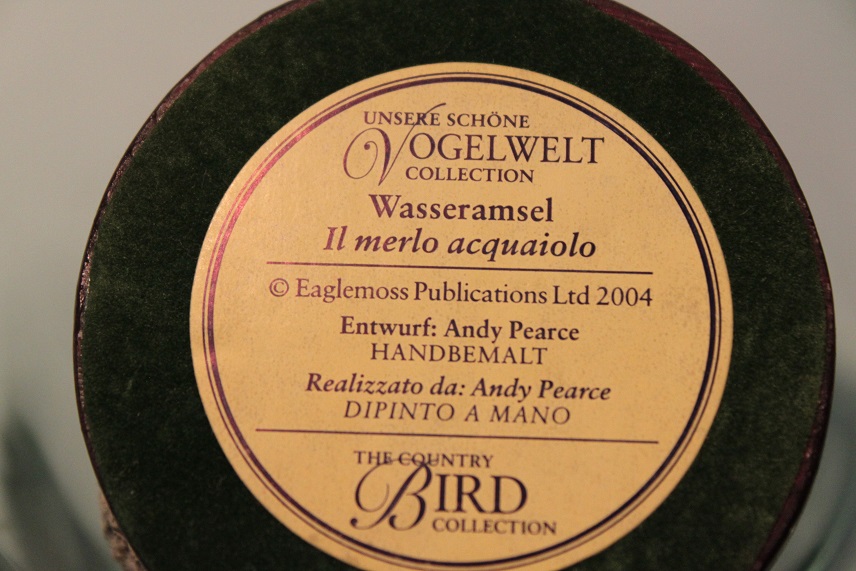 UNSERE SCHÖNE
VOGELWELT
COLLECTION
Wasseramsel
Il merlo acquaiolo
© Eaglemoss Publications Ltd 2004
Entwurf: Andy Pearce
HANDBEMALT
Realizzato da: Andy Pearce
DIPINTO A MANO
THE COUNTRY
BIRD
COLLECTION